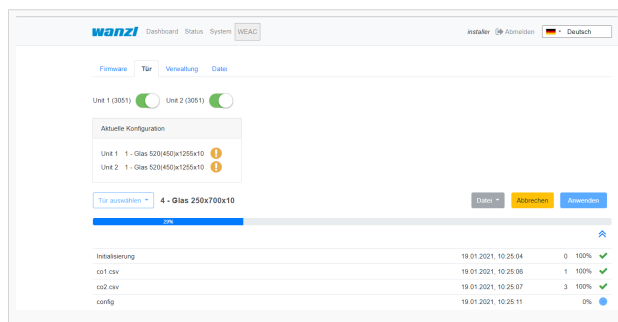 wanzl Dashboard Status System WEAC installer Abmelden Deutsch
Firmware Tür Verwaltung Datei
Unit 1 (3051) Unit 2 (3051)
Aktuelle Konfiguration
Unit 1 1 - Glas 520(450)x1255x10
Unit 2 1 - Glas 520(450)x1255x10
Tür auswählen 4 - Glas 250x700x10 Datei Abbrechen Anwenden
29%
Initialisierung 19.01.2021, 10:25:04 0 100%
co1.csv 19.01.2021, 10:25:06 1 100%
co2.csv 19.01.2021, 10:25:07 3 100%
config 19.01.2021, 10:25:11 0%